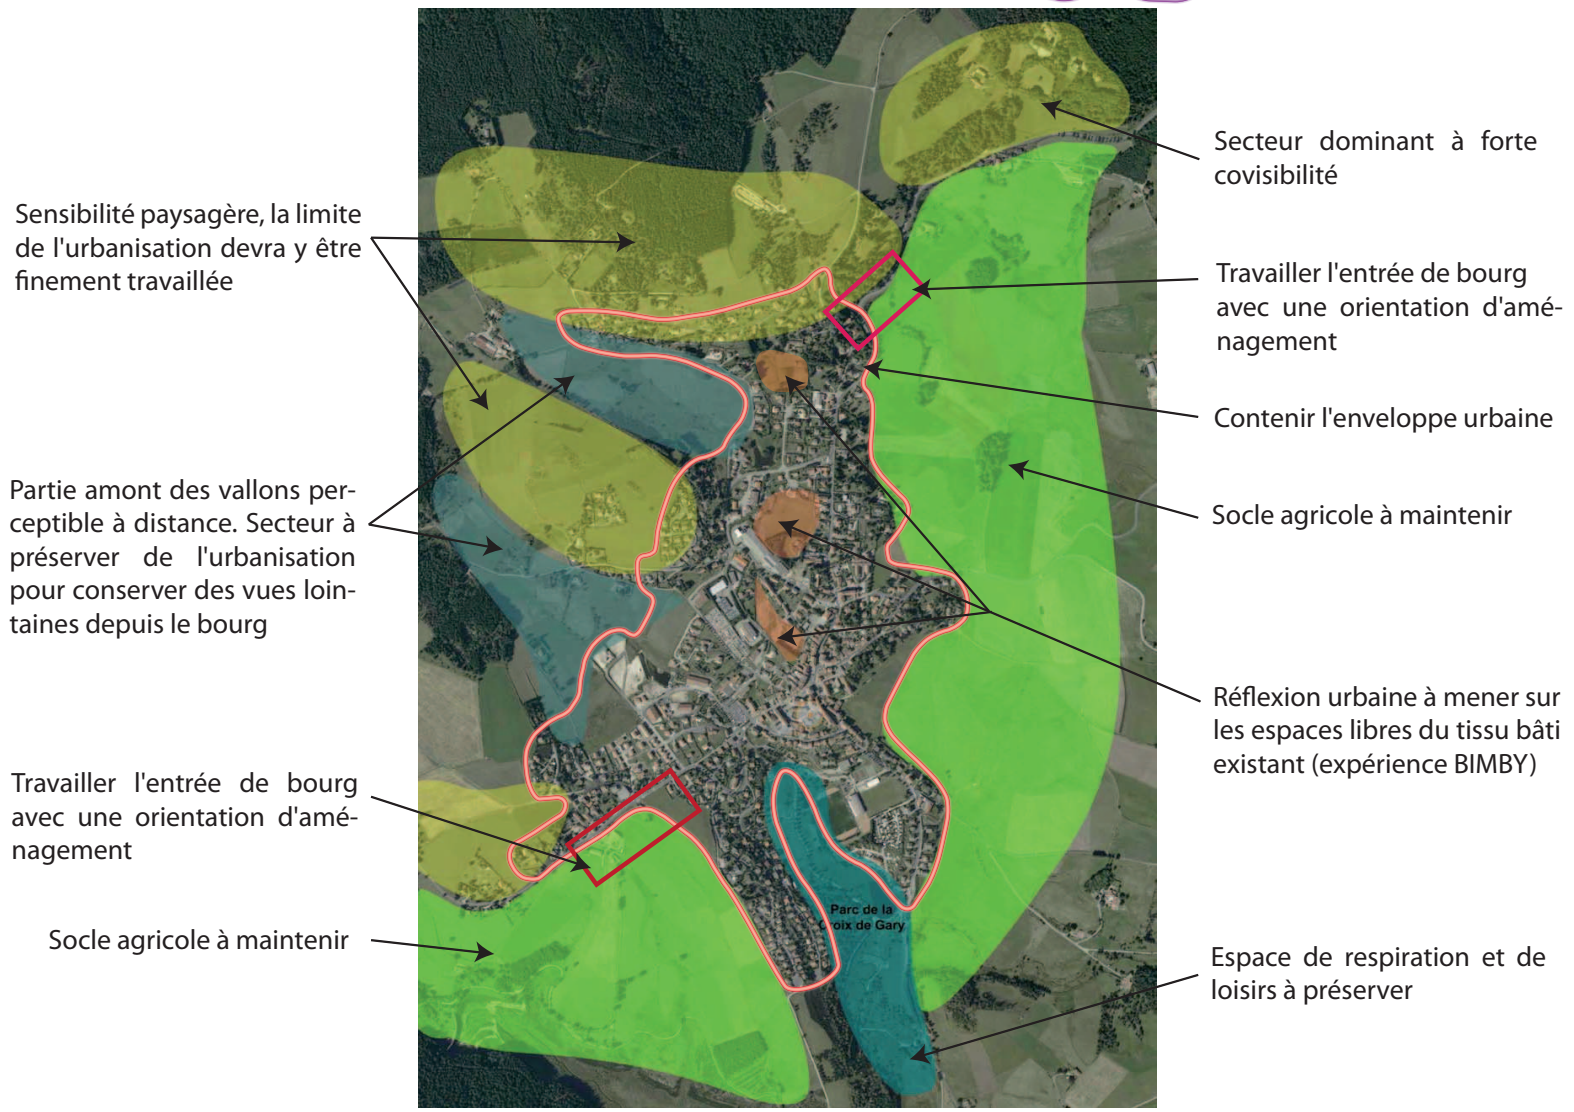 Sensibilité paysagère, la limite
de l'urbanisation devra y être
finement travaillée
Partie amont des vallons per-
ceptible à distance. Secteur à
préserver de l'urbanisation
pour conserver des vues loin-
taines depuis le bourg
Travailler l'entrée de bourg
avec une orientation d'amé-
nagement
Socle agricole à maintenir
Parc de la
Croix de Gary
Secteur dominant à forte
covisibilité
Travailler l'entrée de bourg
avec une orientation d'amé-
nagement
Contenir l'enveloppe urbaine
Socle agricole à maintenir
Réflexion urbaine à mener sur
les espaces libres du tissu bâti
existant (expérience BIMBY)
Espace de respiration et de
loisirs à préserver